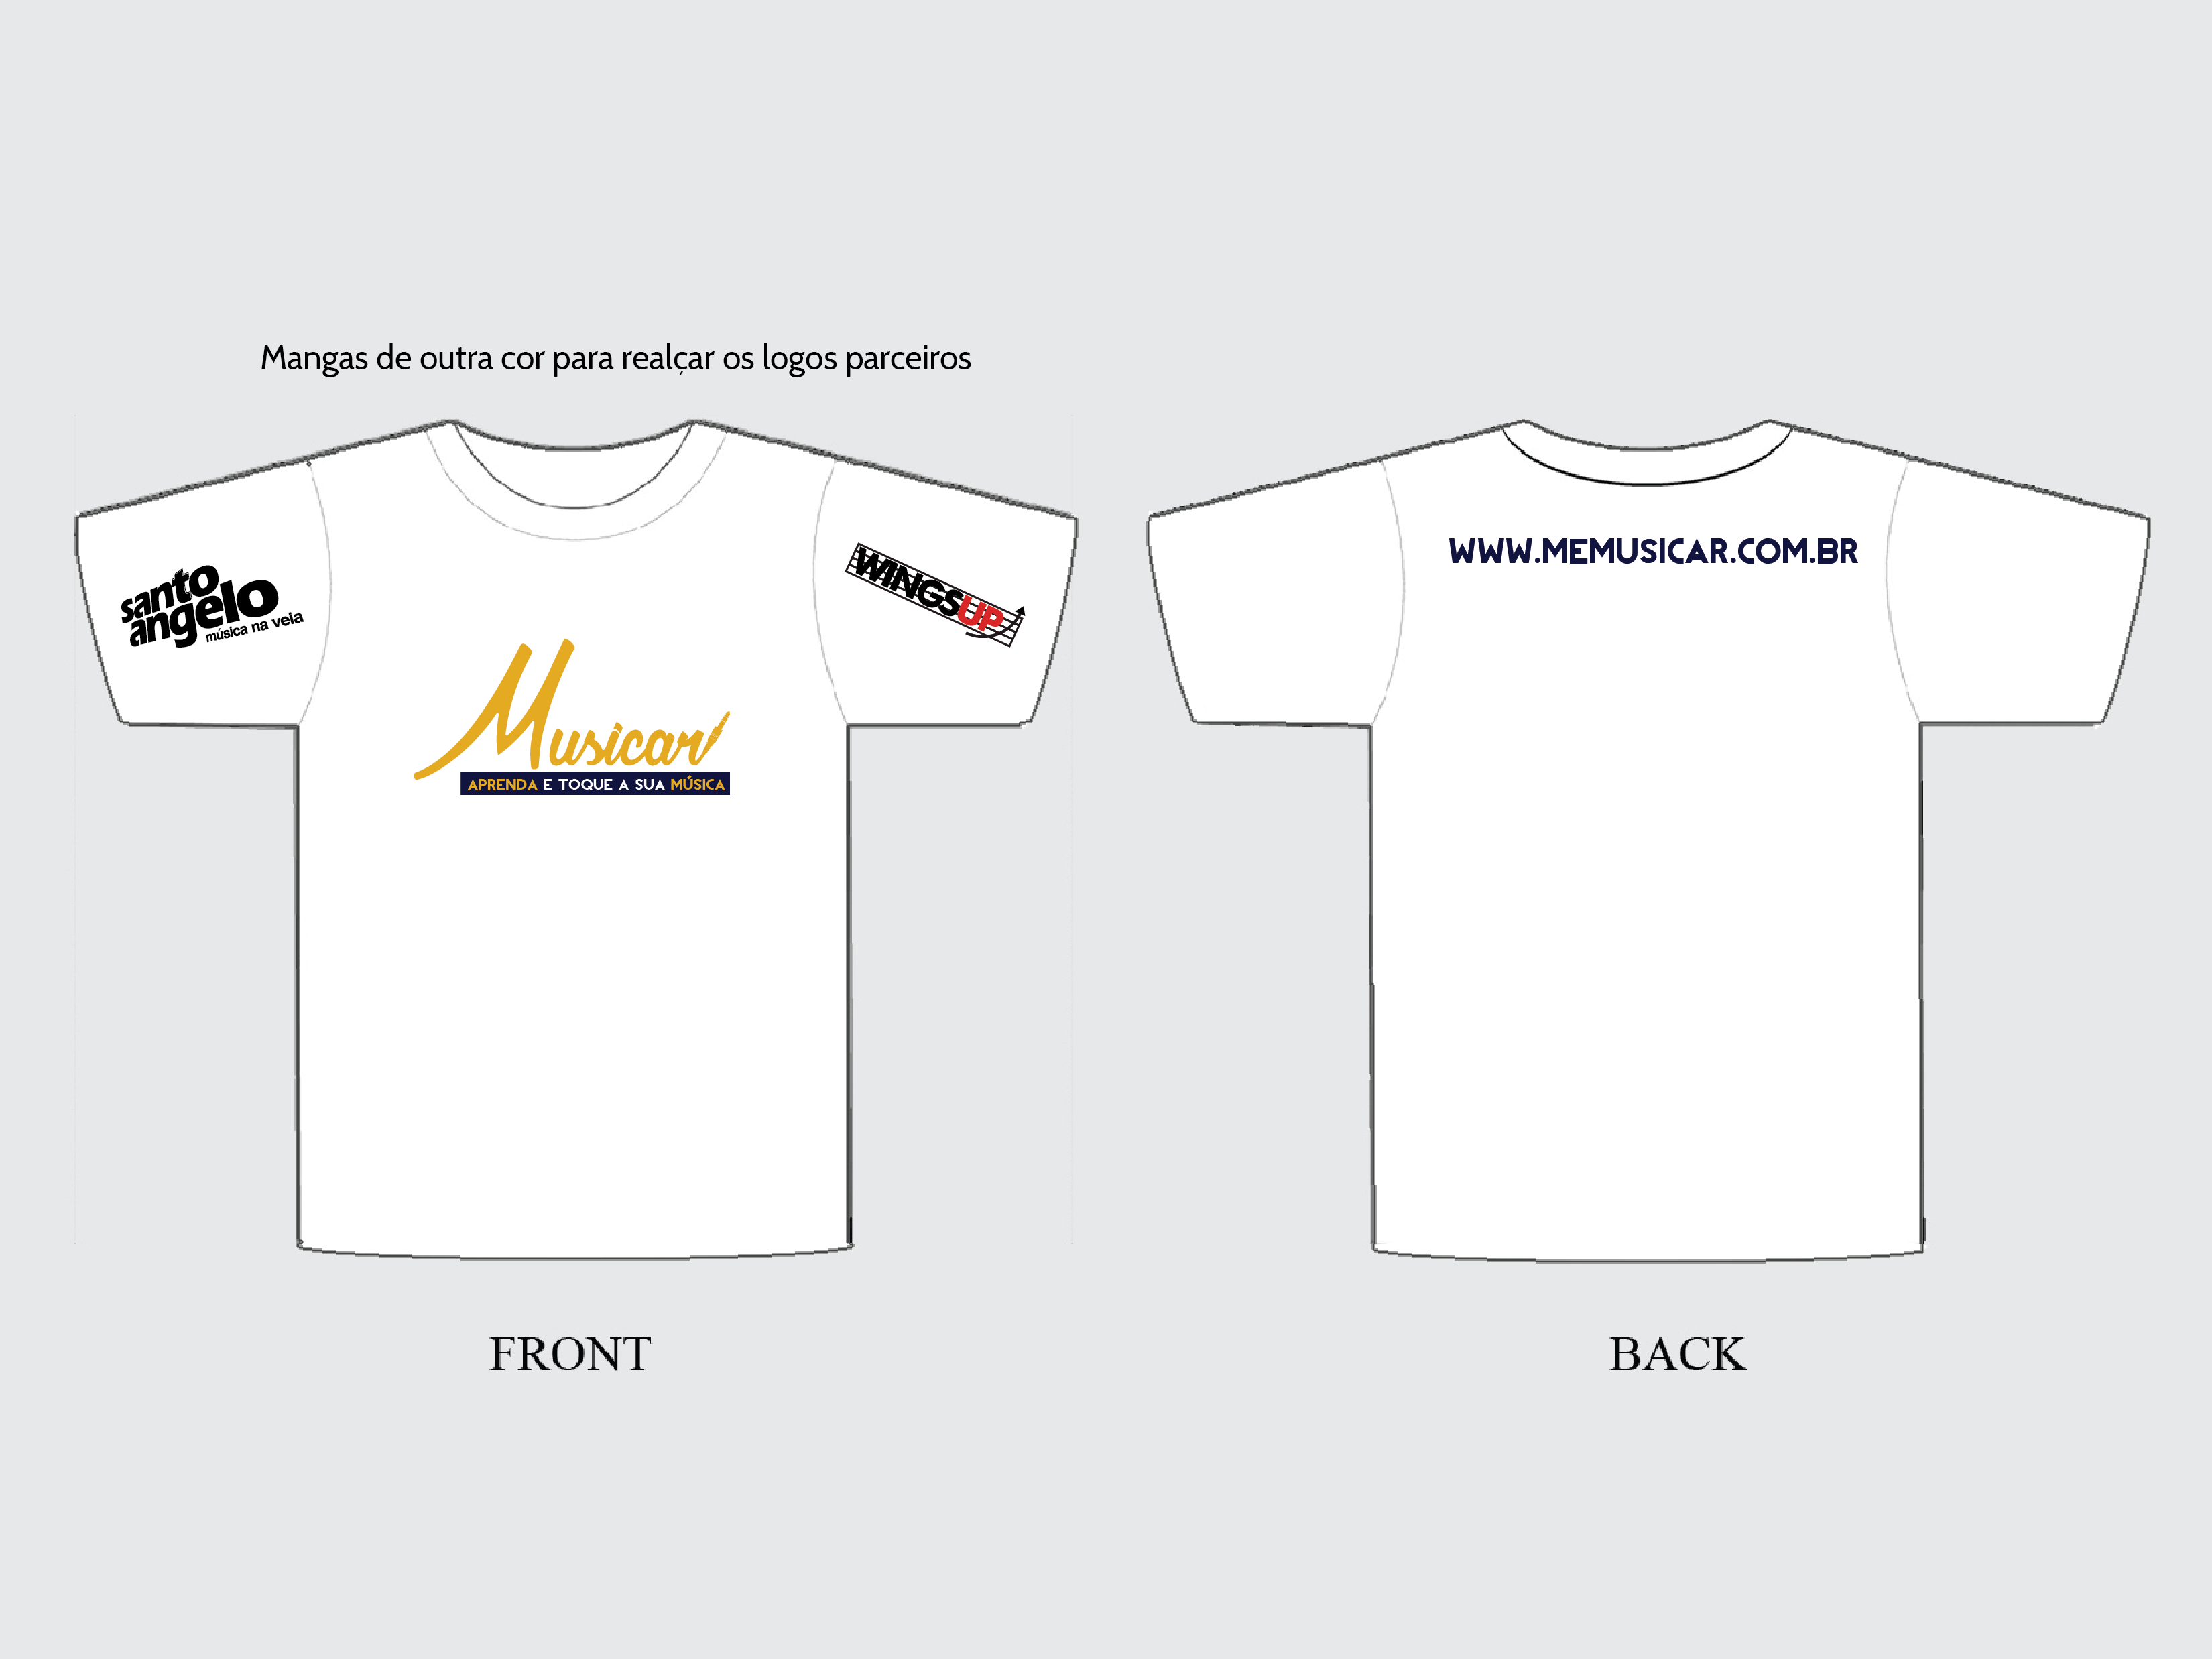 Mangas de outra cor para realçar os logos parceiros
santo
angelo
música na veia
WINGSUP
Musicar
APRENDA E TOQUE A SUA MÚSICA
WWW.MEMUSICAR.COM.BR
FRONT
BACK